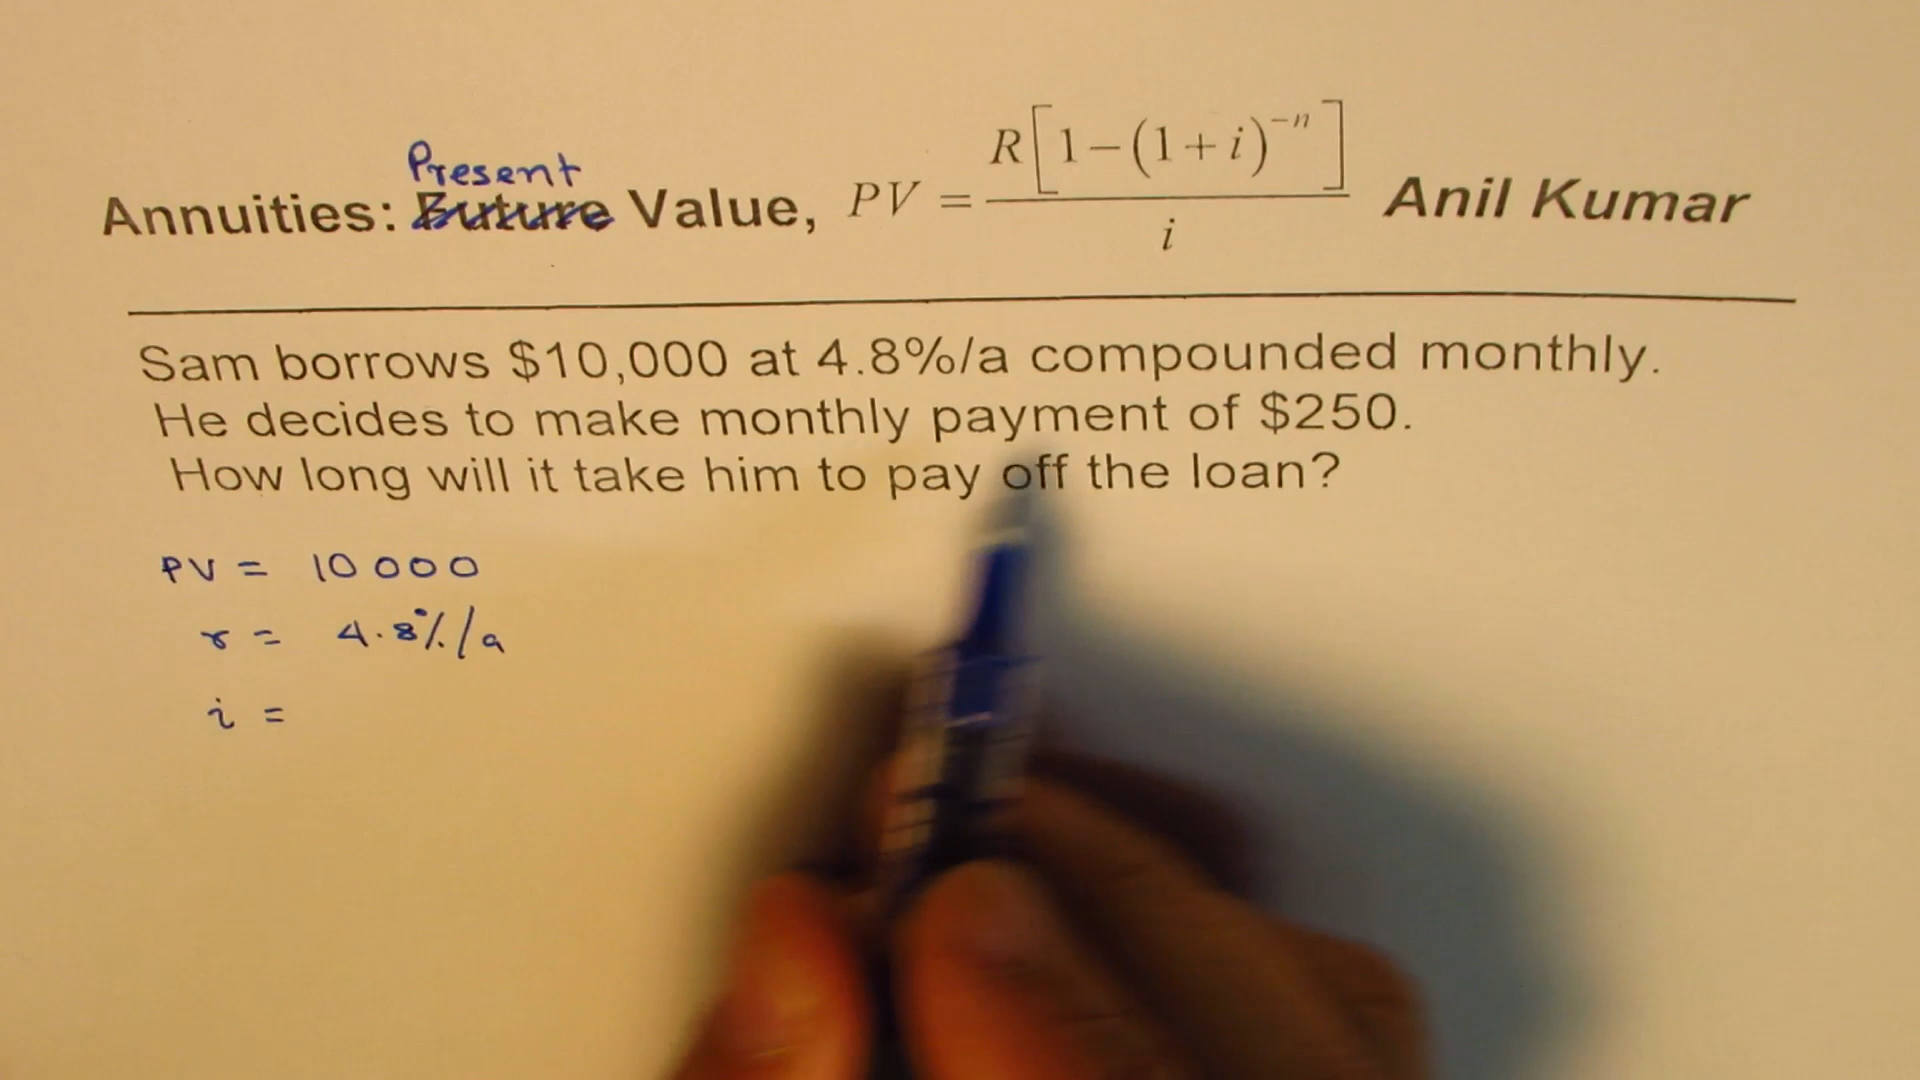 Present
Annuities: Future Value, PV = R[1-(1+i)^{-n}] / i Anil Kumar
Sam borrows $10,000 at 4.8%/a compounded monthly.
He decides to make monthly payment of $250.
How long will it take him to pay off the loan?
PV = 10 000
r = 4.8%/a
i =